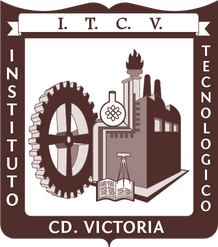 I. T. C. V.
INSTITUTO
TECNOLOGICO
CD. VICTORIA